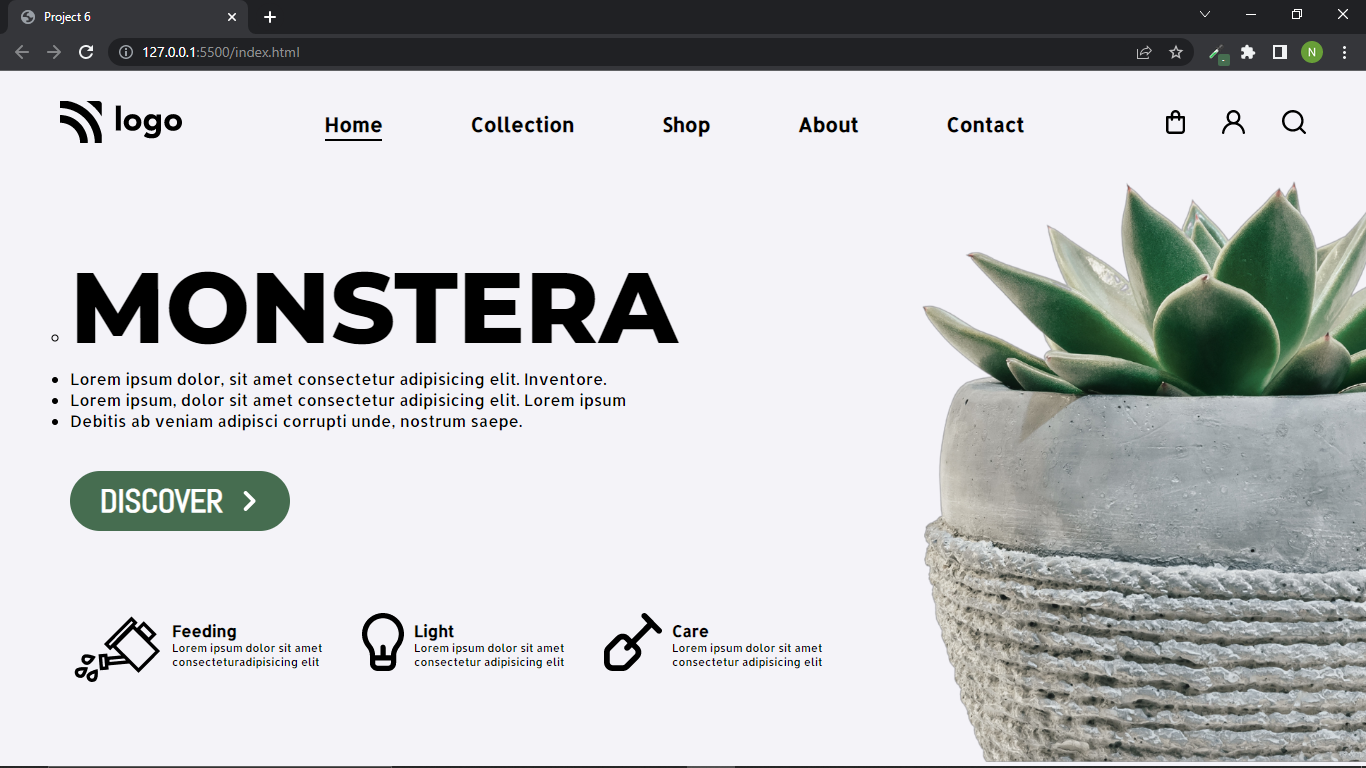 Project 6
127.0.0.1:5500/index.html
N
logo
Home Collection Shop About Contact
MONSTERA
Lorem ipsum dolor, sit amet consectetur adipisicing elit. Inventore.
Lorem ipsum, dolor sit amet consectetur adipisicing elit. Lorem ipsum
Debitis ab veniam adipisci corrupti unde, nostrum saepe.
DISCOVER
Feeding
Lorem ipsum dolor sit amet
consecteturadipisicing elit
Light
Lorem ipsum dolor sit amet
consectetur adipisicing elit
Care
Lorem ipsum dolor sit amet
consectetur adipisicing elit